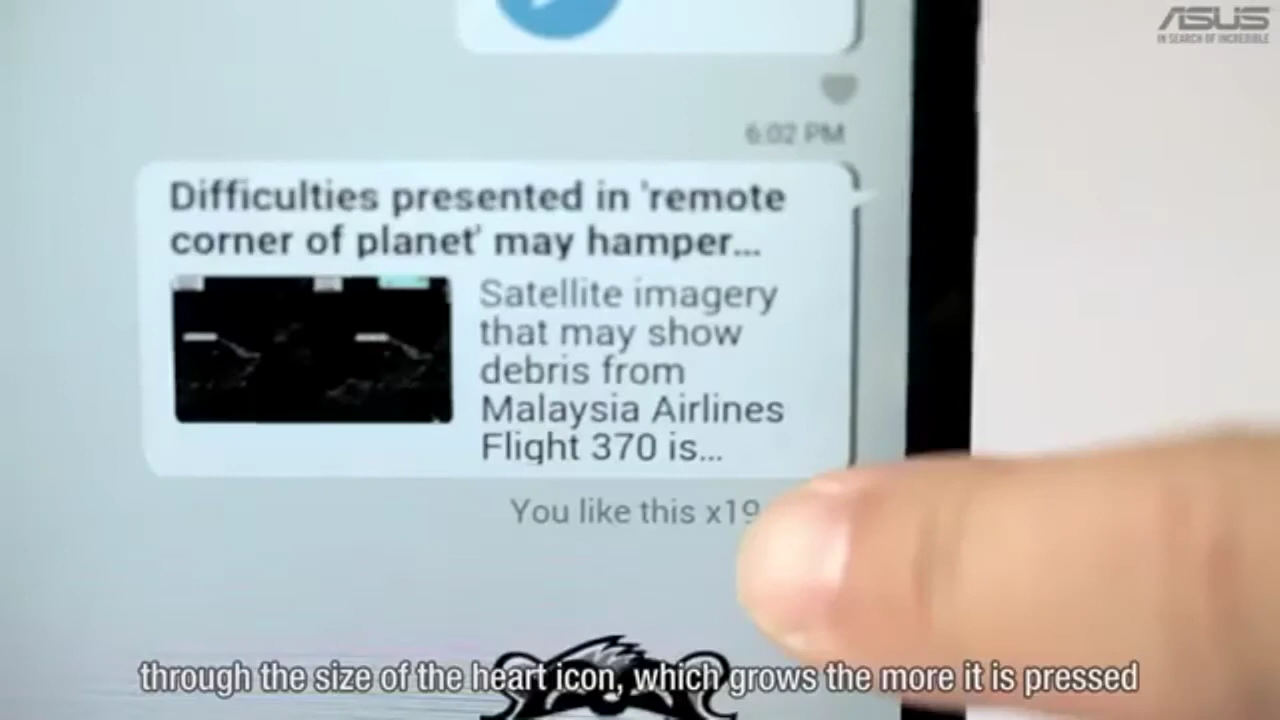 ASUS
IN SEARCH OF INCREDIBLE
6:02 PM
Difficulties presented in 'remote
corner of planet' may hamper...
Satellite imagery
that may show
debris from
Malaysia Airlines
Flight 370 is...
You like this x19
through the size of the heart icon, which grows the more it is pressed